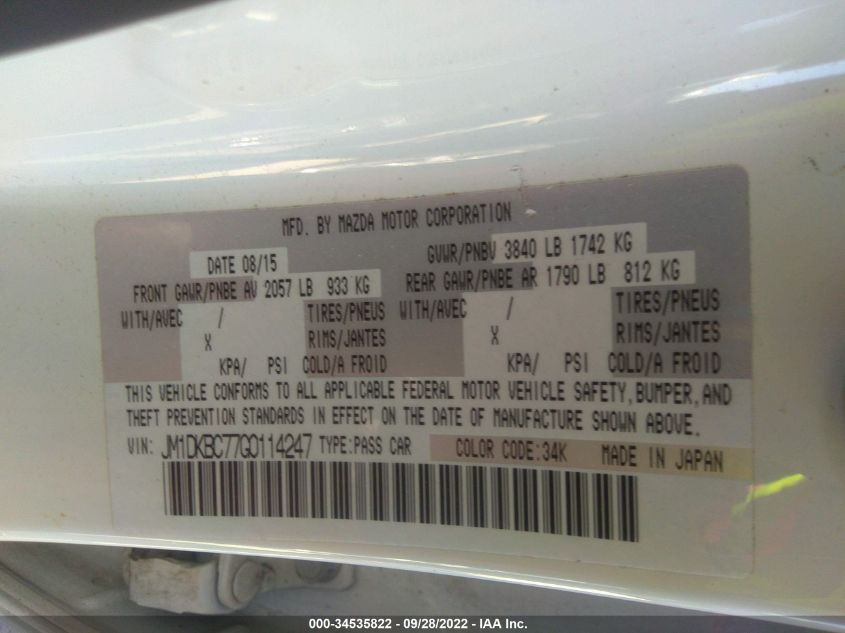 MFD. BY MAZDA MOTOR CORPORATION
DATE 08/15 GVWR/PNBV 3840 LB 1742 KG
FRONT GAWR/PNBE AV 2057 LB 933 KG REAR GAWR/PNBE AR 1790 LB 812 KG
WITH/AVEC / TIRES/PNEUS WITH/AVEC / TIRES/PNEUS
X RIMS/JANTES X RIMS/JANTES
KPA/ PSI COLD/A FROID KPA/ PSI COLD/A FROID
THIS VEHICLE CONFORMS TO ALL APPLICABLE FEDERAL MOTOR VEHICLE SAFETY, BUMPER, AND
THEFT PREVENTION STANDARDS IN EFFECT ON THE DATE OF MANUFACTURE SHOWN ABOVE.
VIN: JM1DKBC77G0114247 TYPE:PASS CAR COLOR CODE:34K MADE IN JAPAN
000-34535822 - 09/28/2022 - IAA Inc.